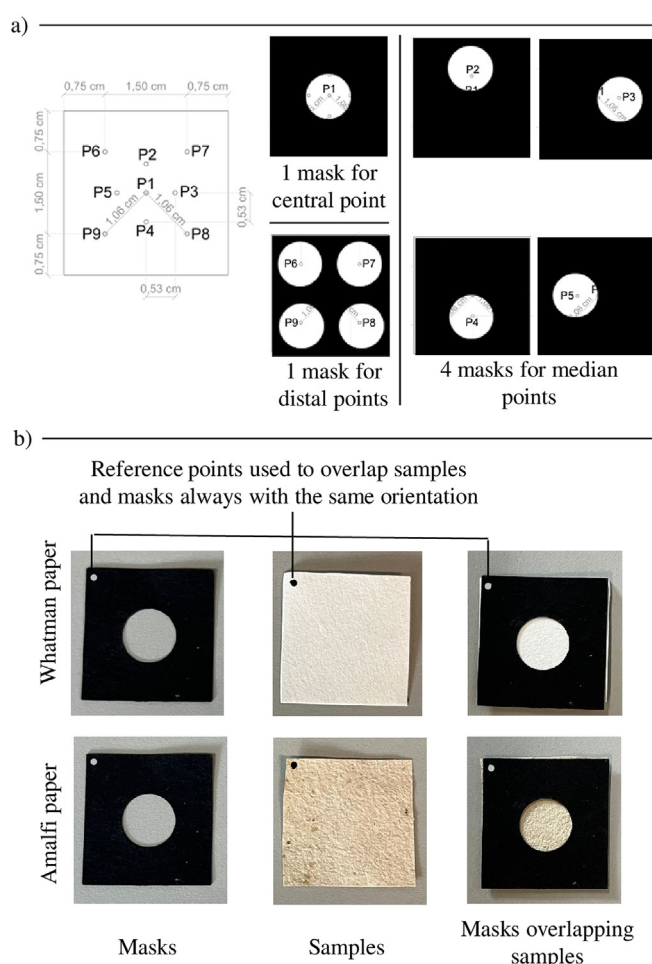 a)
0,75 cm
1,50 cm
0,75 cm
0,75 cm
1,50 cm
0,75 cm
P6
P2
P7
P5
P1
P3
1,06 cm
1,06 cm
0,53 cm
P9
P4
P8
0,53 cm
P1
1 mask for
central point
P6
P7
P9
P8
1 mask for
distal points
P2
P1
P3
1,06 cm
P4
P5
4 masks for median
points
b)
Reference points used to overlap samples
and masks always with the same orientation
Whatman paper
Amalfi paper
Masks
Samples
Masks overlapping
samples